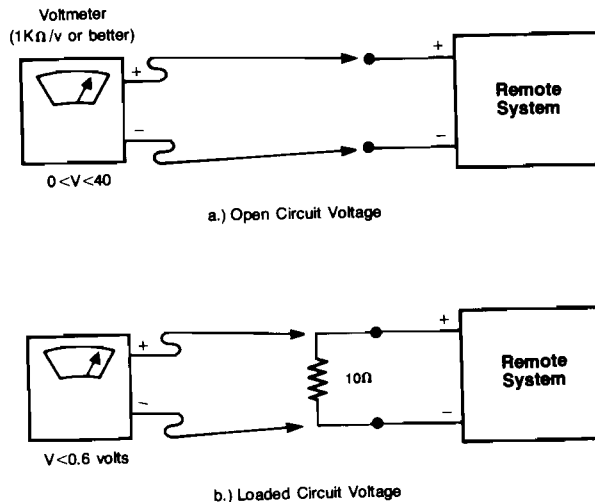 Voltmeter
(1KΩ/v or better)
+
−
0<V<40
+
−
Remote
System
a.) Open Circuit Voltage
+
−
V<0.6 volts
10Ω
+
−
Remote
System
b.) Loaded Circuit Voltage